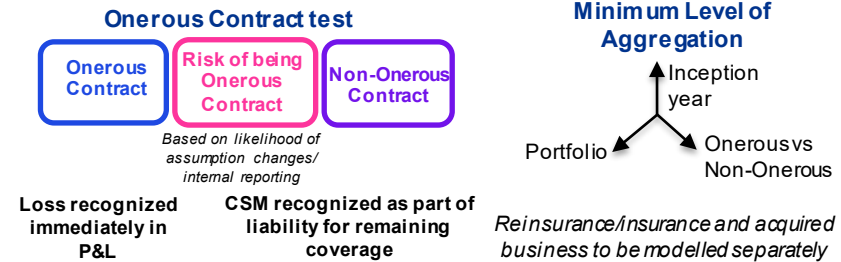 Onerous Contract test
Onerous
Contract
Risk of being
Onerous
Contract
Non-Onerous
Contract
Based on likelihood of
assumption changes/
internal reporting
Loss recognized
immediately in
P&L
CSM recognized as part of
liability for remaining
coverage
Minimum Level of
Aggregation
Inception
year
Portfolio
Onerous vs
Non-Onerous
Reinsurance/insurance and acquired
business to be modelled separately